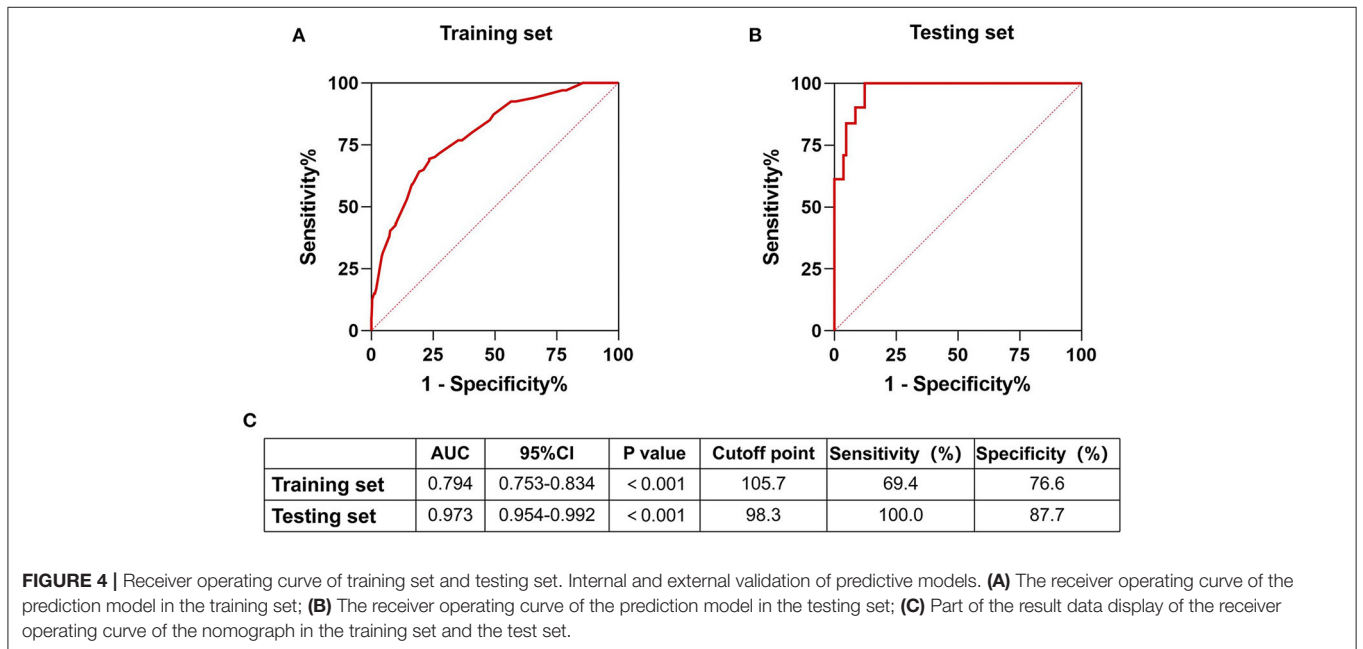 A
Training set
100
75
50
25
0
Sensitivity%
0 25 50 75 100
1 - Specificity%
B
Testing set
100
75
50
25
0
Sensitivity%
0 25 50 75 100
1 - Specificity%
C
AUC 95%CI P value Cutoff point Sensitivity (%) Specificity (%)
Training set 0.794 0.753-0.834 < 0.001 105.7 69.4 76.6
Testing set 0.973 0.954-0.992 < 0.001 98.3 100.0 87.7
FIGURE 4 | Receiver operating curve of training set and testing set. Internal and external validation of predictive models. (A) The receiver operating curve of the
prediction model in the training set; (B) The receiver operating curve of the prediction model in the testing set; (C) Part of the result data display of the receiver
operating curve of the nomograph in the training set and the test set.